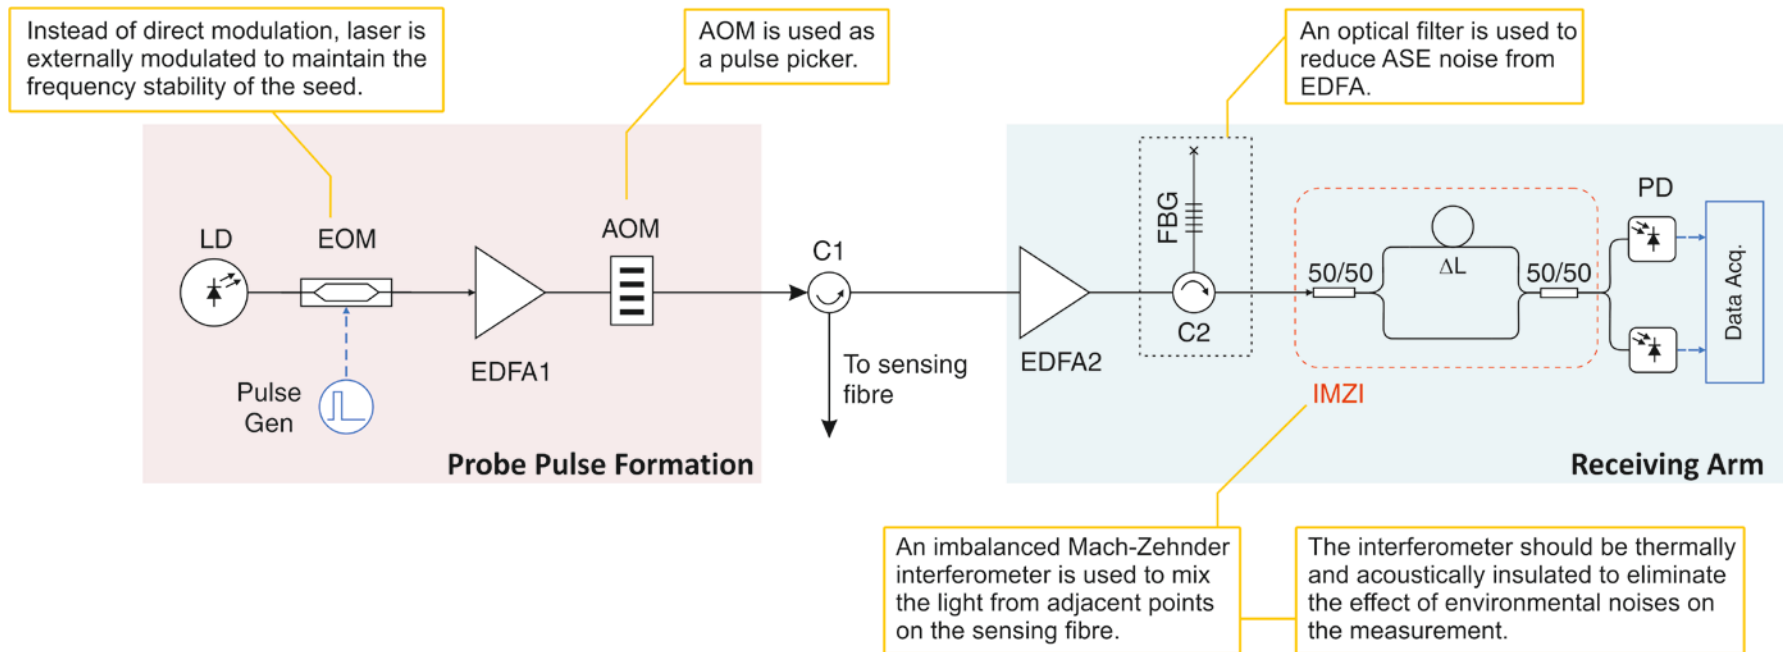 Instead of direct modulation, laser is
externally modulated to maintain the
frequency stability of the seed.
AOM is used as
a pulse picker.
An optical filter is used to
reduce ASE noise from
EDFA.
LD
EOM
AOM
C1
FBG
PD
50/50
ΔL
50/50
Data Acq.
C2
EDFA1
To sensing
fibre
EDFA2
Pulse
Gen
IMZI
Probe Pulse Formation
Receiving Arm
An imbalanced Mach-Zehnder
interferometer is used to mix
the light from adjacent points
on the sensing fibre.
The interferometer should be thermally
and acoustically insulated to eliminate
the effect of environmental noises on
the measurement.